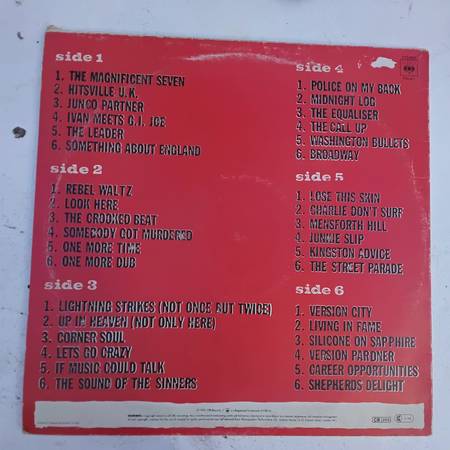 side 1
1. THE MAGNIFICENT SEVEN
2. HITSVILLE U.K.
3. JUNCO PARTNER
4. IVAN MEETS G.I. JOE
5. THE LEADER
6. SOMETHING ABOUT ENGLAND
side 2
1. REBEL WALTZ
2. LOOK HERE
3. THE CROOKED BEAT
4. SOMEBODY GOT MURDERED
5. ONE MORE TIME
6. ONE MORE DUB
side 3
1. LIGHTNING STRIKES (NOT ONCE BUT TWICE)
2. UP IN HEAVEN (NOT ONLY HERE)
3. CORNER SOUL
4. LETS GO CRAZY
5. IF MUSIC COULD TALK
6. THE SOUND OF THE SINNERS
side 4
1. POLICE ON MY BACK
2. MIDNIGHT LOG
3. THE EQUALISER
4. THE CALL UP
5. WASHINGTON BULLETS
6. BROADWAY
side 5
1. LOSE THIS SKIN
2. CHARLIE DON'T SURF
3. MENSFORTH HILL
4. JUNKIE SLIP
5. KINGSTON ADVICE
6. THE STREET PARADE
side 6
1. VERSION CITY
2. LIVING IN FAME
3. SILICONE ON SAPPHIRE
4. VERSION PARDNER
5. CAREER OPPORTUNITIES
6. SHEPHERDS DELIGHT